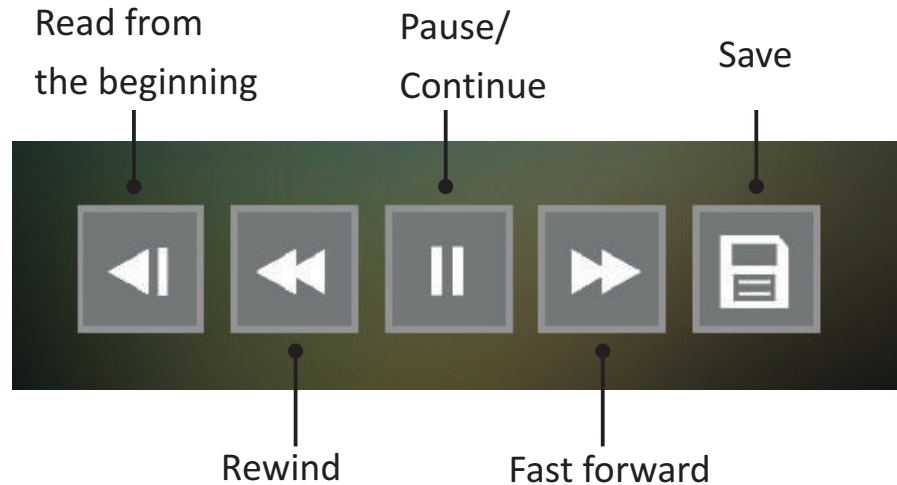 Read from
the beginning
Pause/
Continue
Save
Rewind
Fast forward